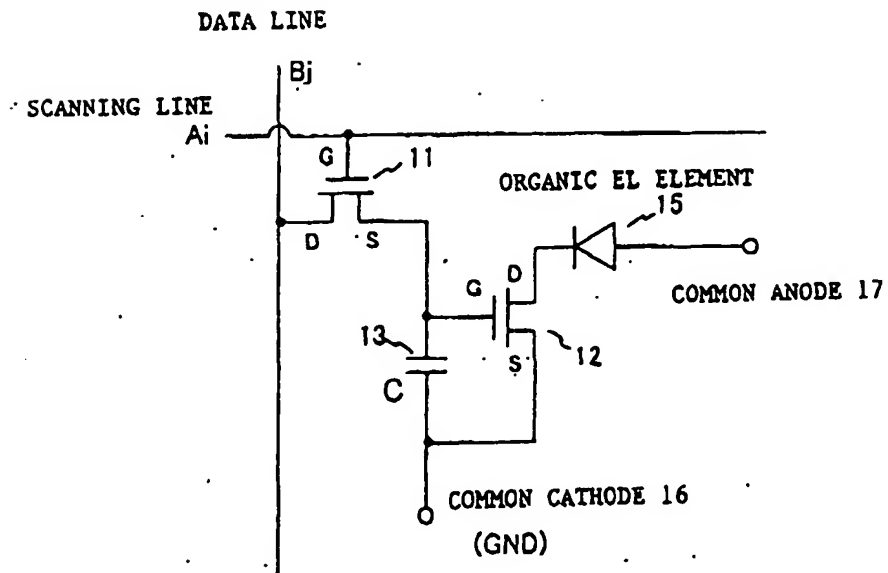 DATA LINE
Bj
SCANNING LINE
Ai
G
11
ORGANIC EL ELEMENT
15
D
S
G
D
COMMON ANODE 17
13
12
S
C
COMMON CATHODE 16
(GND)